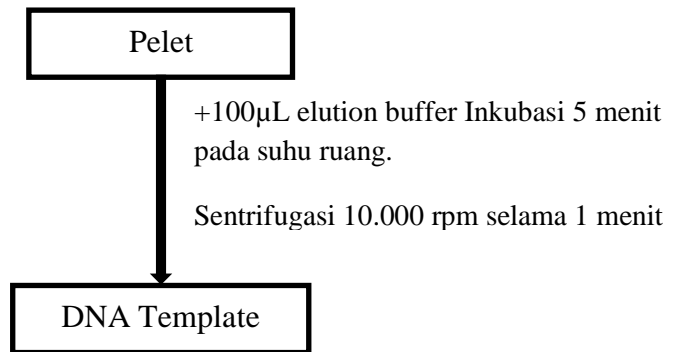 Pelet
+100µL elution buffer Inkubasi 5 menit
pada suhu ruang.
Sentrifugasi 10.000 rpm selama 1 menit
DNA Template